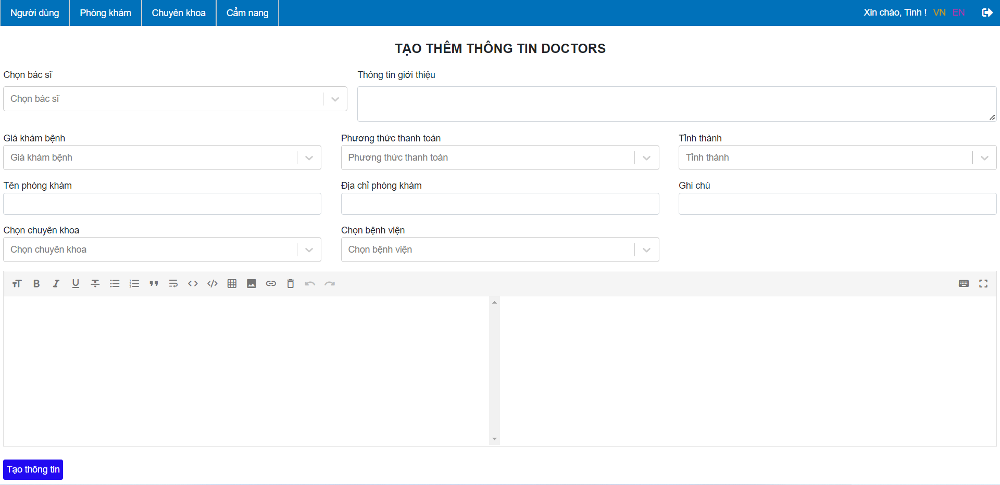 Người dùng Phòng khám Chuyên khoa Cẩm nang Xin chào, Tinh ! VN EN
TẠO THÊM THÔNG TIN DOCTORS
Chọn bác sĩ Thông tin giới thiệu
Chọn bác sĩ
Giá khám bệnh Phương thức thanh toán Tỉnh thành
Giá khám bệnh Phương thức thanh toán Tỉnh thành
Tên phòng khám Địa chỉ phòng khám Ghi chú
Chọn chuyên khoa Chọn bệnh viện
Chọn chuyên khoa Chọn bệnh viện
Tạo thông tin